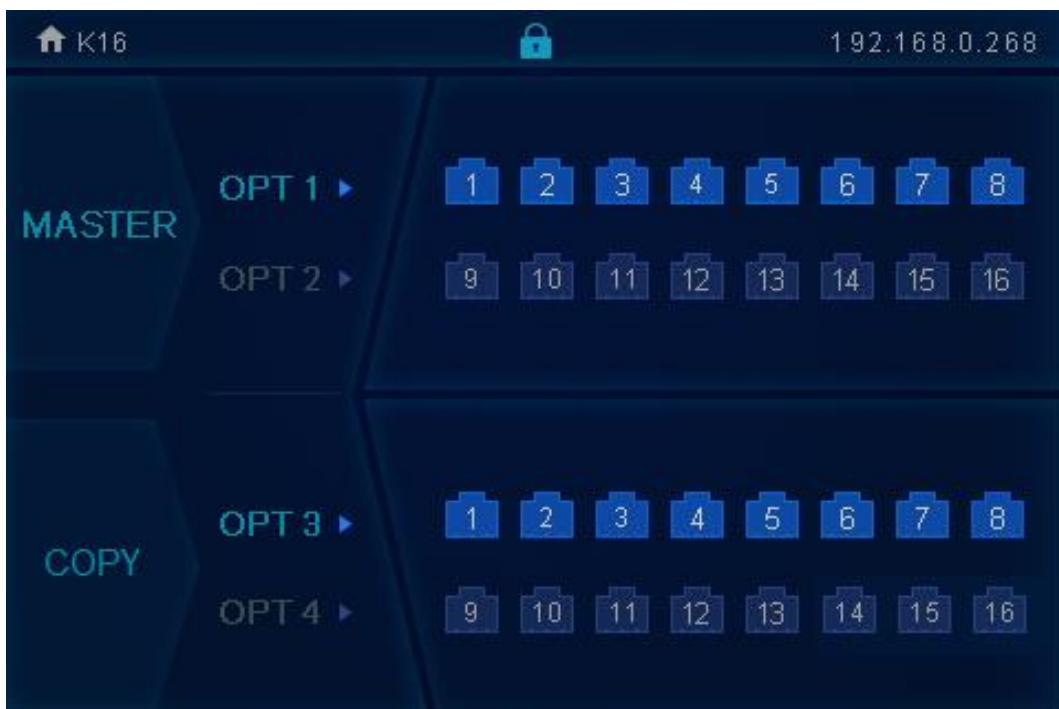 K16 192.168.0.268
MASTER
OPT 1 1 2 3 4 5 6 7 8
OPT 2 9 10 11 12 13 14 15 16
COPY
OPT 3 1 2 3 4 5 6 7 8
OPT 4 9 10 11 12 13 14 15 16